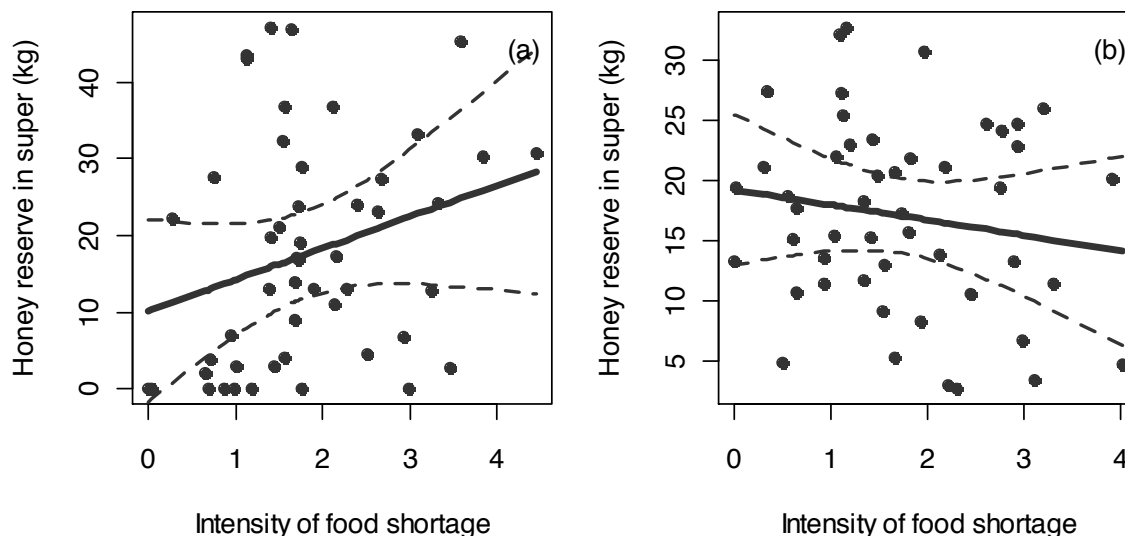 (a)
Honey reserve in super (kg)
40
30
20
10
0
0 1 2 3 4
Intensity of food shortage
(b)
Honey reserve in super (kg)
30
25
20
15
10
5
0 1 2 3 4
Intensity of food shortage